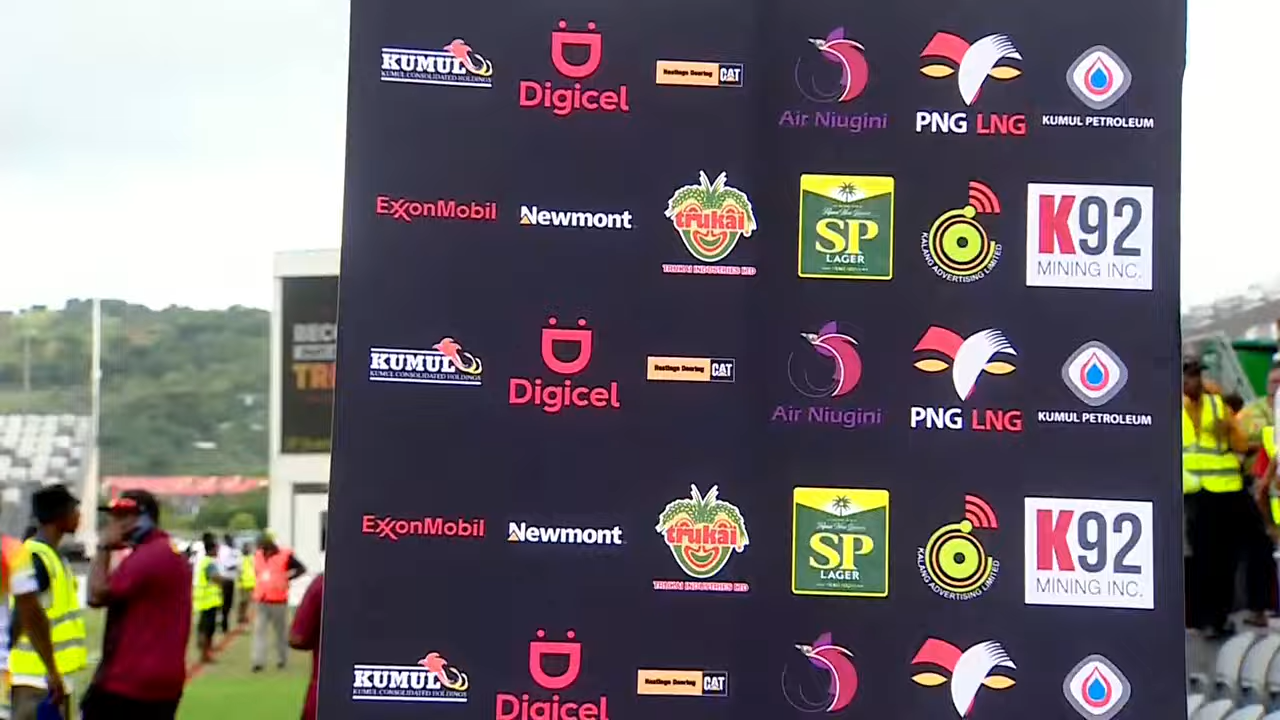 KUMUL
KUMUL CONSOLIDATED HOLDINGS
Digicel
Hastings Deering CAT
Air Niugini
PNG LNG
KUMUL PETROLEUM
ExxonMobil
Newmont
trukai
TRUKAI INDUSTRIES LTD
SP
LAGER
KALANG ADVERTISING LIMITED
K92
MINING INC.
KUMUL
KUMUL CONSOLIDATED HOLDINGS
Digicel
Hastings Deering CAT
Air Niugini
PNG LNG
KUMUL PETROLEUM
ExxonMobil
Newmont
trukai
TRUKAI INDUSTRIES LTD
SP
LAGER
KALANG ADVERTISING LIMITED
K92
MINING INC.
KUMUL
KUMUL CONSOLIDATED HOLDINGS
Digicel
Hastings Deering CAT